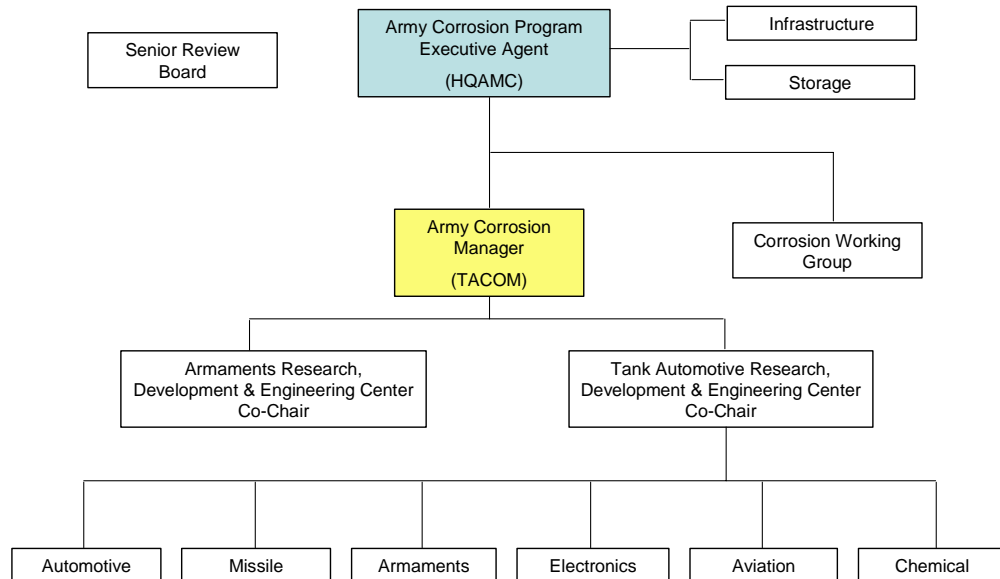 Army Corrosion Program
Executive Agent
(HQAMC)
Infrastructure
Senior Review
Board
Storage
Army Corrosion
Manager
(TACOM)
Corrosion Working
Group
Armaments Research,
Development & Engineering Center
Co-Chair
Tank Automotive Research,
Development & Engineering Center
Co-Chair
Automotive
Missile
Armaments
Electronics
Aviation
Chemical